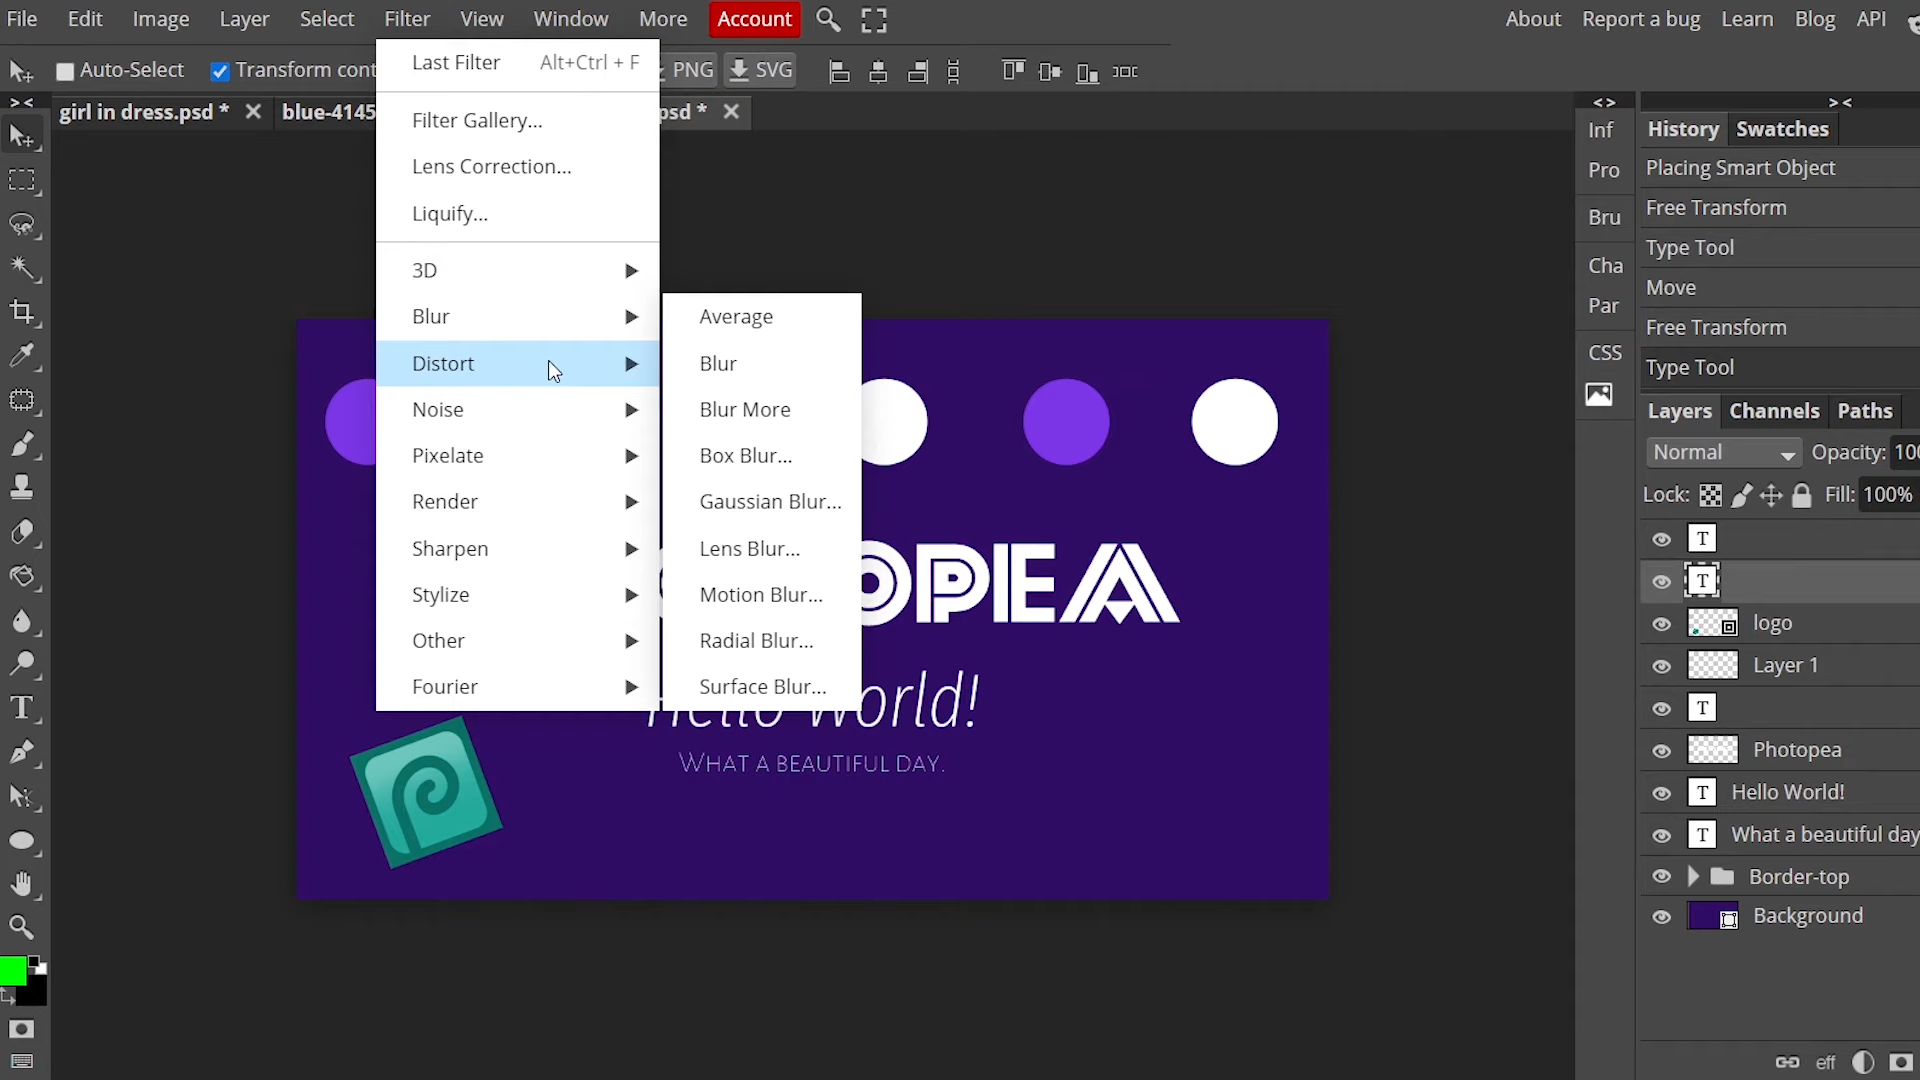 File Edit Image Layer Select Filter View Window More Account About Report a bug Learn Blog API
Auto-Select Transform cont PNG SVG
girl in dress.psd * blue-4145 psd *
Last Filter Alt+Ctrl + F
Filter Gallery...
Lens Correction...
Liquify...
3D
Blur
Distort
Noise
Pixelate
Render
Sharpen
Stylize
Other
Fourier
Average
Blur
Blur More
Box Blur...
Gaussian Blur...
Lens Blur...
Motion Blur...
Radial Blur...
Surface Blur...
OPEA
Hello World!
WHAT A BEAUTIFUL DAY.
Inf
Pro
Bru
Cha
Par
CSS
History Swatches
Placing Smart Object
Free Transform
Type Tool
Move
Free Transform
Type Tool
Layers Channels Paths
Normal Opacity: 100
Lock: Fill: 100%
T
T
logo
Layer 1
T
Photopea
T Hello World!
T What a beautiful day
Border-top
Background
eff